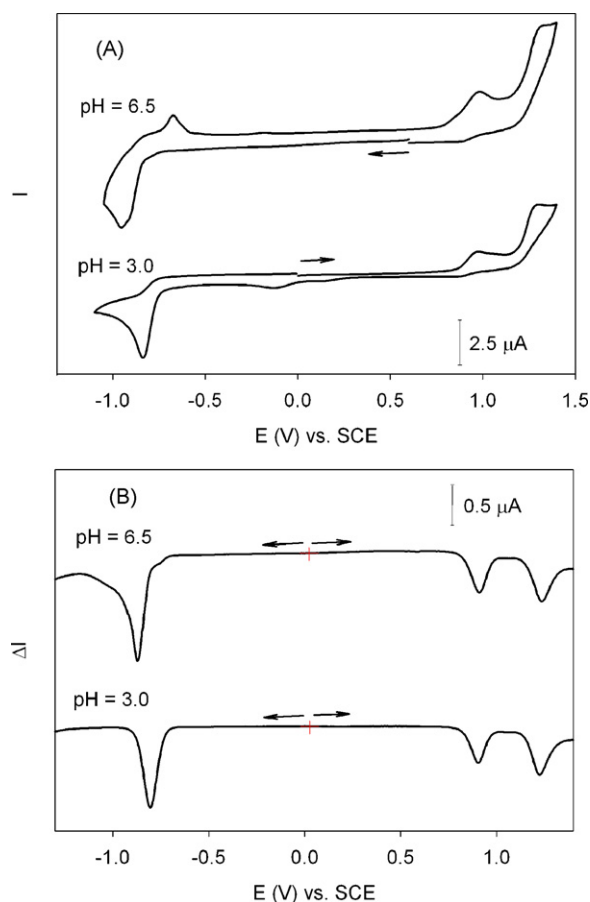 (A)
pH = 6.5
I
pH = 3.0
2.5 μA
-1.0 -0.5 0.0 0.5 1.0 1.5
E (V) vs. SCE
(B)
0.5 μA
pH = 6.5
ΔI
pH = 3.0
-1.0 -0.5 0.0 0.5 1.0
E (V) vs. SCE